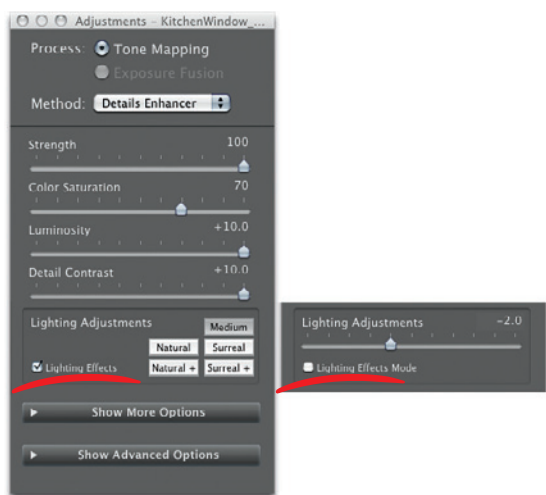 Adjustments – KitchenWindow_...
Process: Tone Mapping
Exposure Fusion
Method: Details Enhancer
Strength 100
Color Saturation 70
Luminosity +10.0
Detail Contrast +10.0
Lighting Adjustments Medium
Natural Surreal
Lighting Effects Natural + Surreal +
Show More Options
Show Advanced Options
Lighting Adjustments -2.0
Lighting Effects Mode